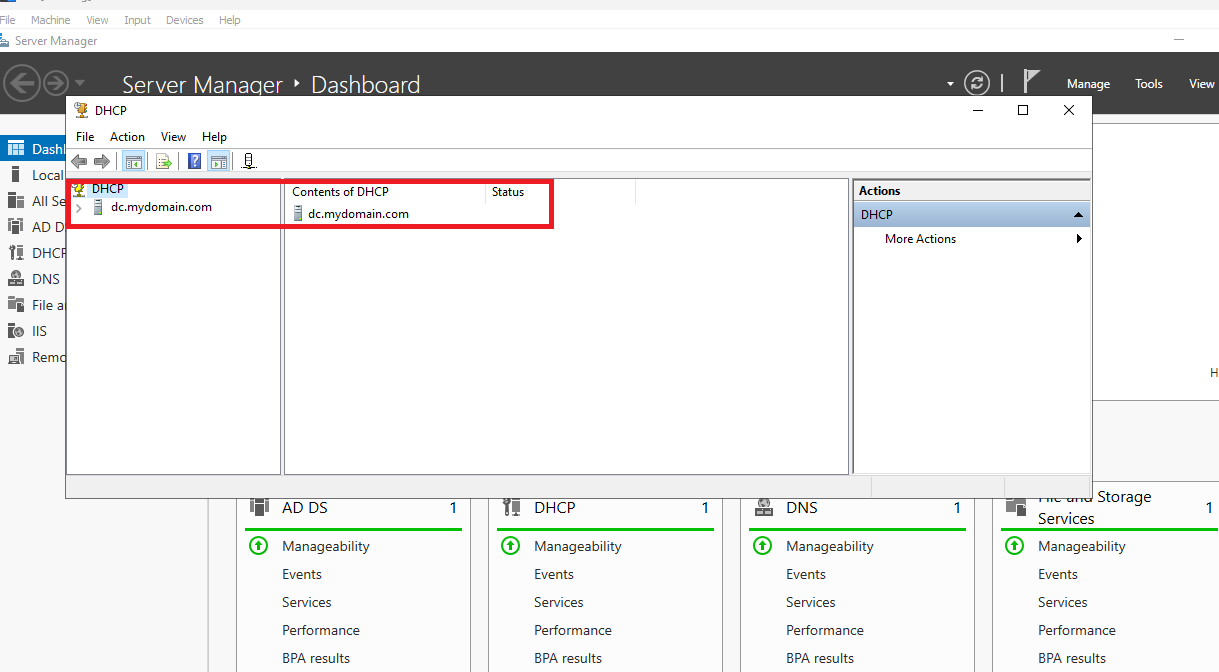 File Machine View Input Devices Help
Server Manager
Server Manager Dashboard
Manage Tools View
DHCP
File Action View Help
DHCP
dc.mydomain.com
Contents of DHCP Status
dc.mydomain.com
Actions
DHCP
More Actions
Dashl
Local
All Se
AD D
DHCP
DNS
File a
IIS
Remo
H
AD DS 1
Manageability
Events
Services
Performance
BPA results
DHCP 1
Manageability
Events
Services
Performance
BPA results
DNS 1
Manageability
Events
Services
Performance
BPA results
File and Storage 1
Services
Manageability
Events
Services
Performance
BPA results